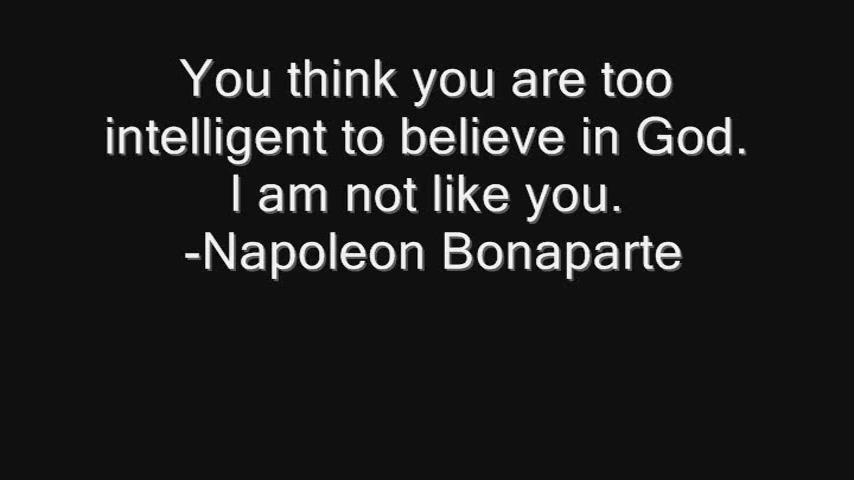 You think you are too
intelligent to believe in God.
I am not like you.
-Napoleon Bonaparte